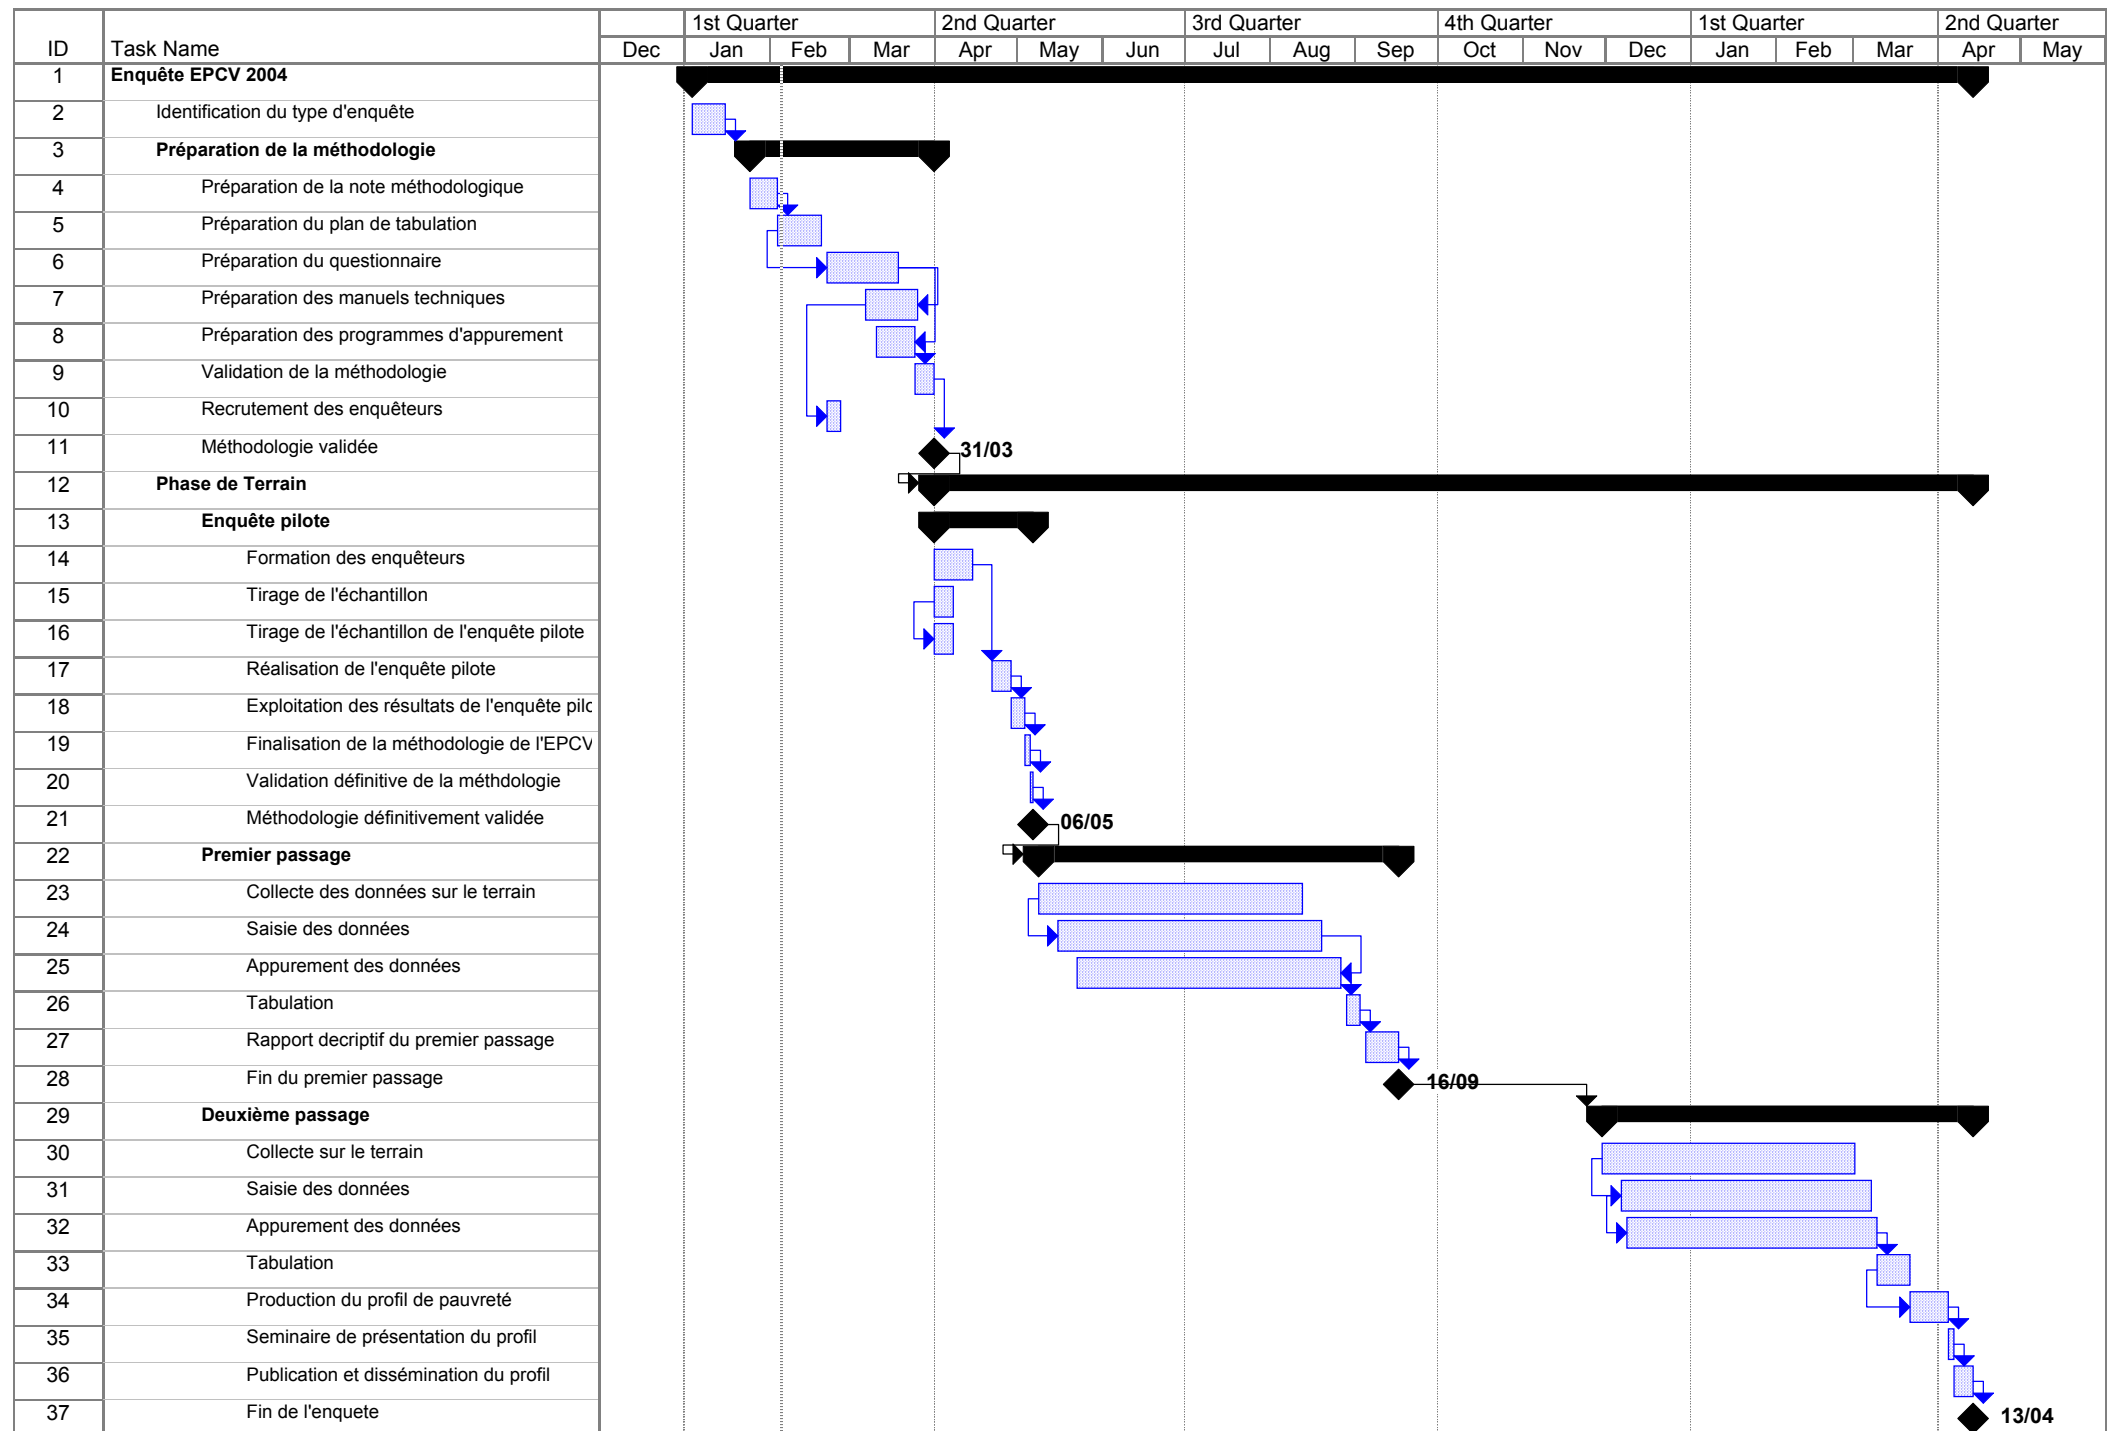 1st Quarter 2nd Quarter 3rd Quarter 4th Quarter 1st Quarter 2nd Quarter
ID Task Name Dec Jan Feb Mar Apr May Jun Jul Aug Sep Oct Nov Dec Jan Feb Mar Apr May
1 Enquête EPCV 2004
2 Identification du type d'enquête
3 Préparation de la méthodologie
4 Préparation de la note méthodologique
5 Préparation du plan de tabulation
6 Préparation du questionnaire
7 Préparation des manuels techniques
8 Préparation des programmes d'appurement
9 Validation de la méthodologie
10 Recrutement des enquêteurs
11 Méthodologie validée 31/03
12 Phase de Terrain
13 Enquête pilote
14 Formation des enquêteurs
15 Tirage de l'échantillon
16 Tirage de l'échantillon de l'enquête pilote
17 Réalisation de l'enquête pilote
18 Exploitation des résultats de l'enquête pilo
19 Finalisation de la méthodologie de l'EPCV
20 Validation définitive de la méthdologie
21 Méthodologie définitivement validée 06/05
22 Premier passage
23 Collecte des données sur le terrain
24 Saisie des données
25 Appurement des données
26 Tabulation
27 Rapport decriptif du premier passage
28 Fin du premier passage 16/09
29 Deuxième passage
30 Collecte sur le terrain
31 Saisie des données
32 Appurement des données
33 Tabulation
34 Production du profil de pauvreté
35 Seminaire de présentation du profil
36 Publication et dissémination du profil
37 Fin de l'enquete 13/04